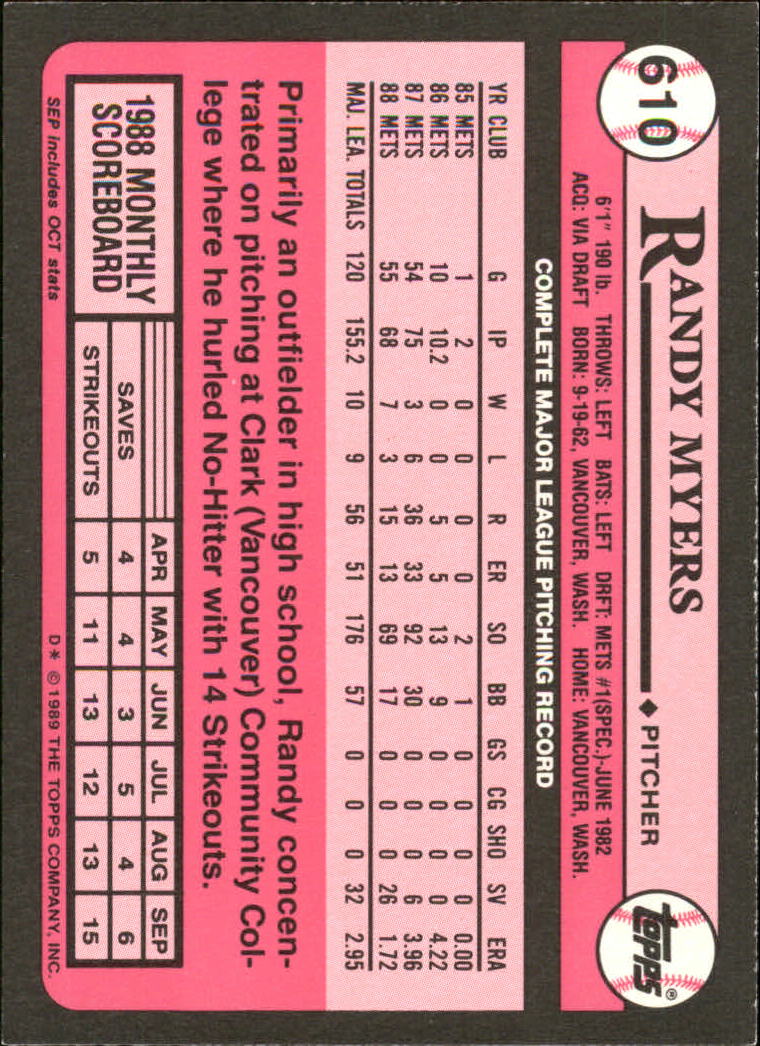 610
RANDY MYERS ♦ PITCHER
topps®
6'1" 190 lb. THROWS: LEFT BATS: LEFT DRFT: METS #1(SPEC.)-JUNE 1982
ACQ: VIA DRAFT BORN: 9-19-62, VANCOUVER, WASH. HOME: VANCOUVER, WASH.
COMPLETE MAJOR LEAGUE PITCHING RECORD
YR CLUB G IP W L R ER SO BB GS CG SHO SV ERA
85 METS 1 2 0 0 0 0 2 1 0 0 0 0 0.00
86 METS 10 10.2 0 0 5 5 13 9 0 0 0 0 4.22
87 METS 54 75 3 6 36 33 92 30 0 0 0 6 3.96
88 METS 55 68 7 3 15 13 69 17 0 0 0 26 1.72
MAJ. LEA. TOTALS 120 155.2 10 9 56 51 176 57 0 0 0 32 2.95
Primarily an outfielder in high school, Randy concen-
trated on pitching at Clark (Vancouver) Community Col-
lege where he hurled No-Hitter with 14 Strikeouts.
1988 MONTHLY
SCOREBOARD
APR MAY JUN JUL AUG SEP
SAVES 4 4 3 5 4 6
STRIKEOUTS 5 11 13 12 13 15
SEP includes OCT stats
D* © 1989 THE TOPPS COMPANY, INC.